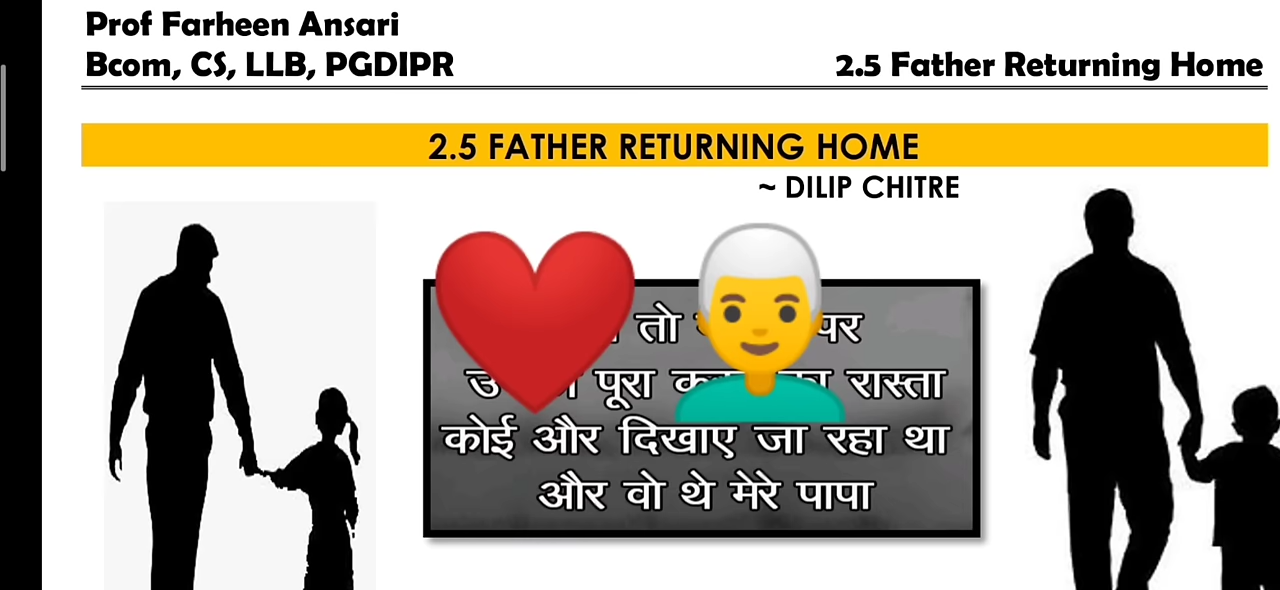 Prof Farheen Ansari
Bcom, CS, LLB, PGDIPR
2.5 Father Returning Home
2.5 FATHER RETURNING HOME
~ DILIP CHITRE
तो पर
पूरा रास्ता
कोई और दिखाए जा रहा था
और वो थे मेरे पापा